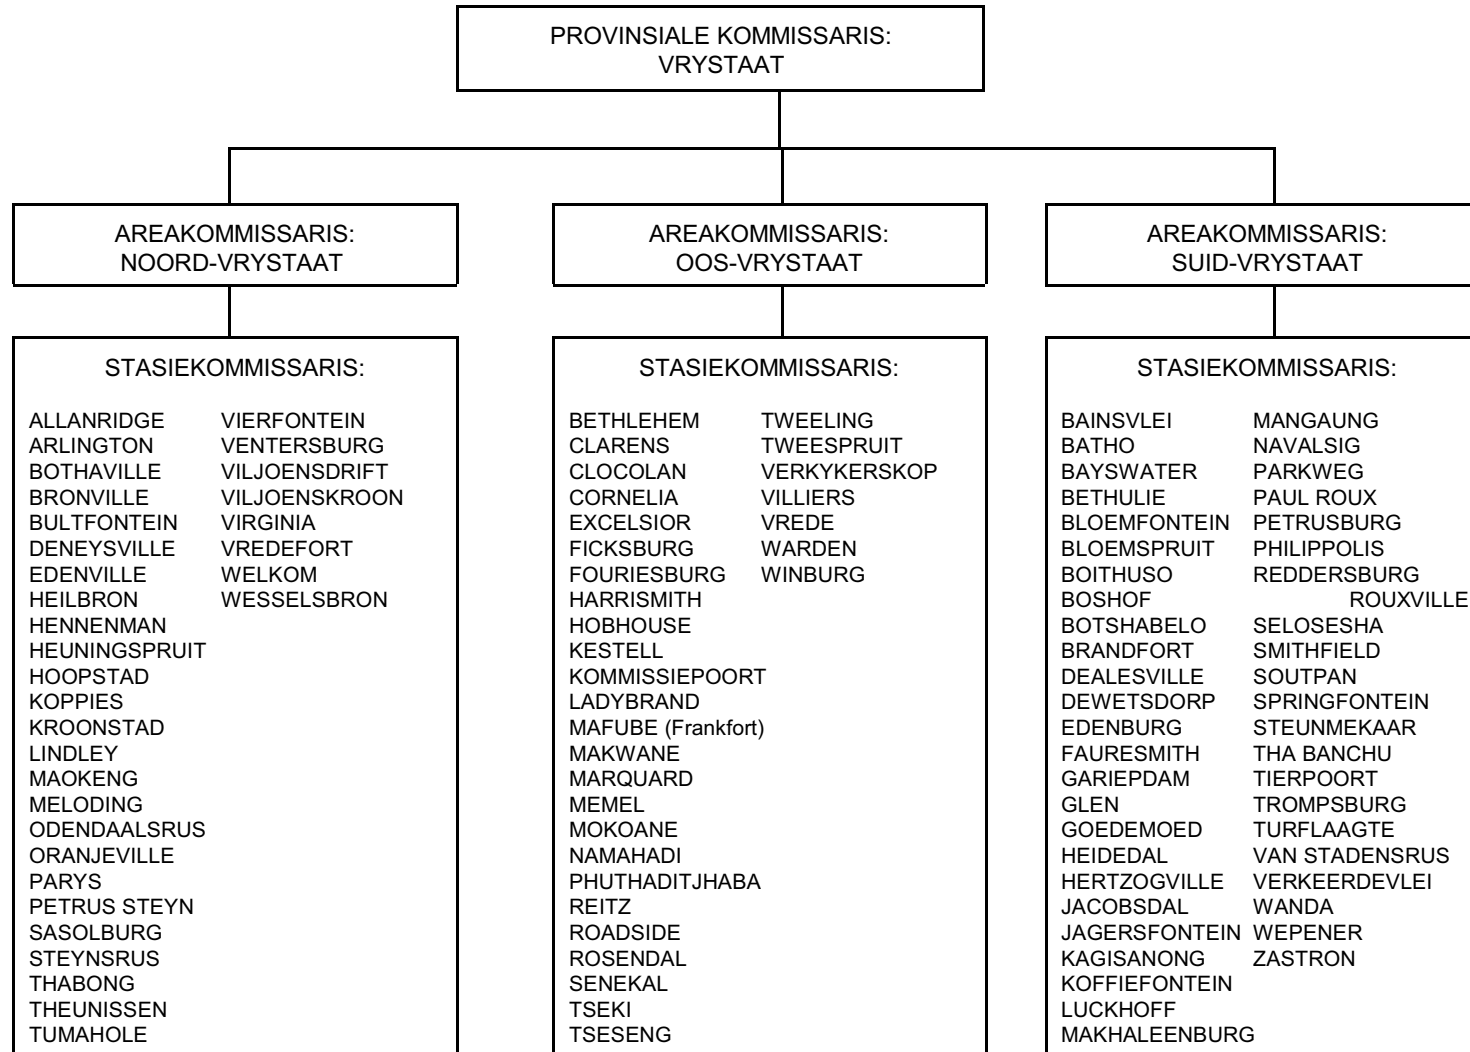 PROVINSIALE KOMMISSARIS:
VRYSTAAT
AREAKOMMISSARIS:
NOORD-VRYSTAAT
STASIEKOMMISSARIS:
ALLANRIDGE VIERFONTEIN
ARLINGTON VENTERSBURG
BOTHAVILLE VILJOENSDRIFT
BRONVILLE VILJOENSKROON
BULTFONTEIN VIRGINIA
DENEYSVILLE VREDEFORT
EDENVILLE WELKOM
HEILBRON WESSELSBRON
HENNENMAN
HEUNINGSPRUIT
HOOPSTAD
KOPPIES
KROONSTAD
LINDLEY
MAOKENG
MELODING
ODENDAALSRUS
ORANJEVILLE
PARYS
PETRUS STEYN
SASOLBURG
STEYNSRUS
THABONG
THEUNISSEN
TUMAHOLE
AREAKOMMISSARIS:
OOS-VRYSTAAT
STASIEKOMMISSARIS:
BETHLEHEM TWEELING
CLARENS TWEESPRUIT
CLOCOLAN VERKYKERSKOP
CORNELIA VILLIERS
EXCELSIOR VREDE
FICKSBURG WARDEN
FOURIESBURG WINBURG
HARRISMITH
HOBHOUSE
KESTELL
KOMMISSIEPOORT
LADYBRAND
MAFUBE (Frankfort)
MAKWANE
MARQUARD
MEMEL
MOKOANE
NAMAHADI
PHUTHADITJHABA
REITZ
ROADSIDE
ROSENDAL
SENEKAL
TSEKI
TSESENG
AREAKOMMISSARIS:
SUID-VRYSTAAT
STASIEKOMMISSARIS:
BAINSVLEI MANGAUNG
BATHO NAVALSIG
BAYSWATER PARKWEG
BETHULIE PAUL ROUX
BLOEMFONTEIN PETRUSBURG
BLOEMSPRUIT PHILIPPOLIS
BOITHUSO REDDERSBURG
BOSHOF ROUXVILLE
BOTSHABELO SELOSESHA
BRANDFORT SMITHFIELD
DEALESVILLE SOUTPAN
DEWETSDORP SPRINGFONTEIN
EDENBURG STEUNMEKAAR
FAURESMITH THA BANCHU
GARIEPDAM TIERPOORT
GLEN TROMPSBURG
GOEDEMOED TURFLAAGTE
HEIDEDAL VAN STADENSRUS
HERTZOGVILLE VERKEERDEVLEI
JACOBSDAL WANDA
JAGERSFONTEIN WEPENER
KAGISANONG ZASTRON
KOFFIEFONTEIN
LUCKHOFF
MAKHALEENBURG